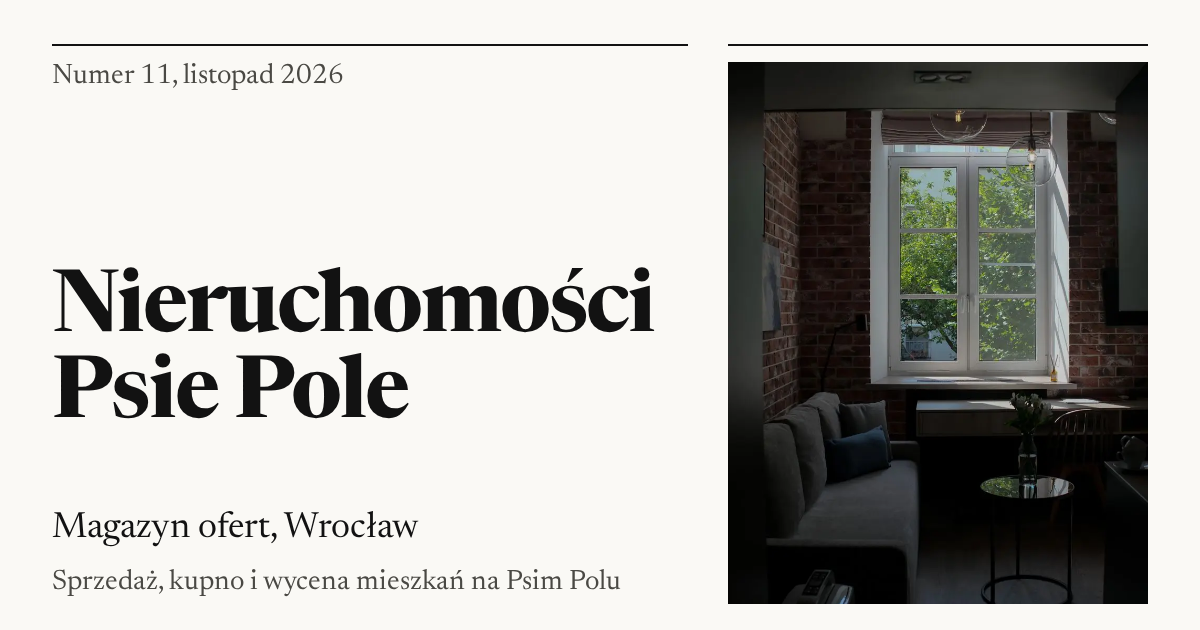 Numer 11, listopad 2026
Nieruchomości
Psie Pole
Magazyn ofert, Wrocław
Sprzedaż, kupno i wycena mieszkań na Psim Polu